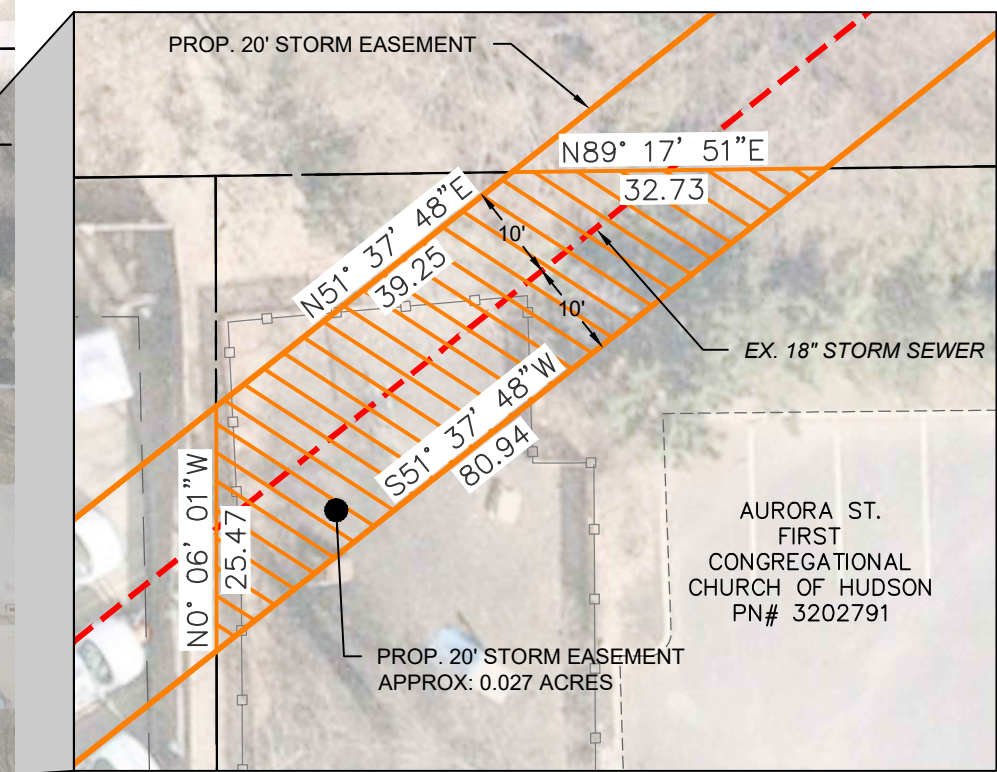 PROP. 20' STORM EASEMENT
N89° 17' 51"E
32.73
N51° 37' 48"E
39.25
10'
10'
EX. 18" STORM SEWER
S51° 37' 48"W
80.94
N0° 06' 01"W
25.47
AURORA ST.
FIRST
CONGREGATIONAL
CHURCH OF HUDSON
PN# 3202791
PROP. 20' STORM EASEMENT
APPROX: 0.027 ACRES